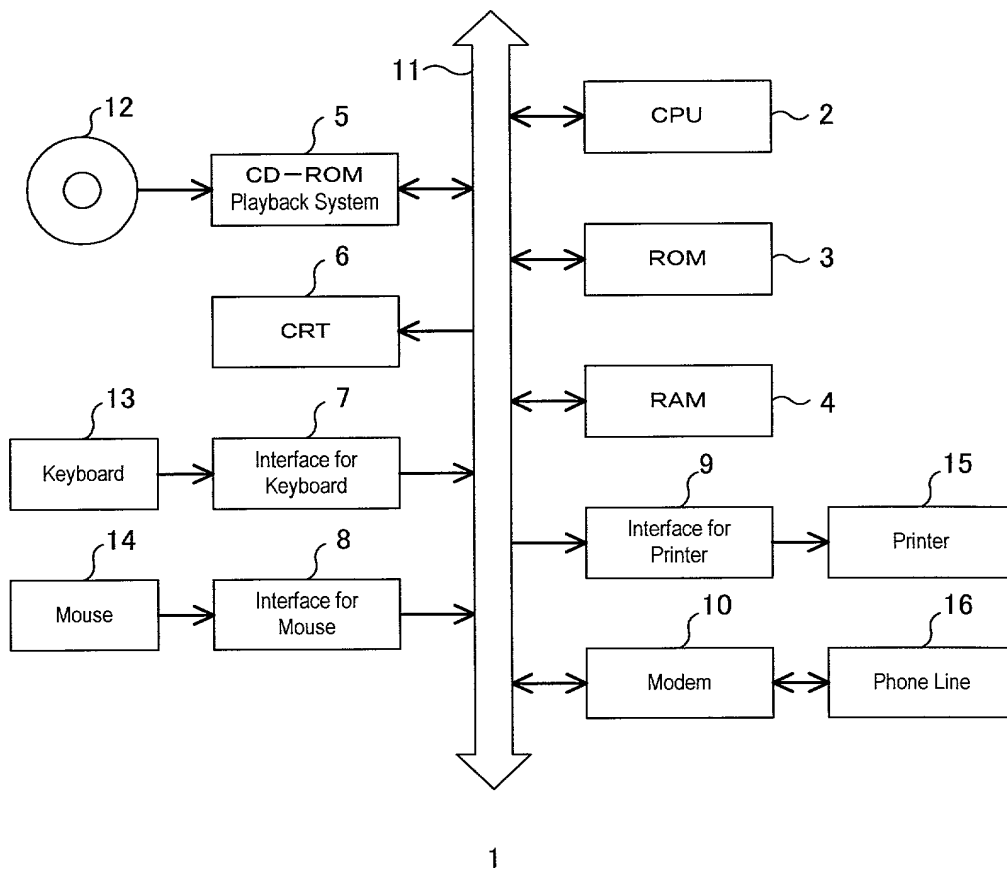 11
12
5
CPU
2
CD-ROM
Playback System
6
ROM
3
CRT
13
7
RAM
4
Keyboard
Interface for
Keyboard
9
15
14
8
Interface for
Printer
Printer
Mouse
Interface for
Mouse
10
16
Modem
Phone Line
1